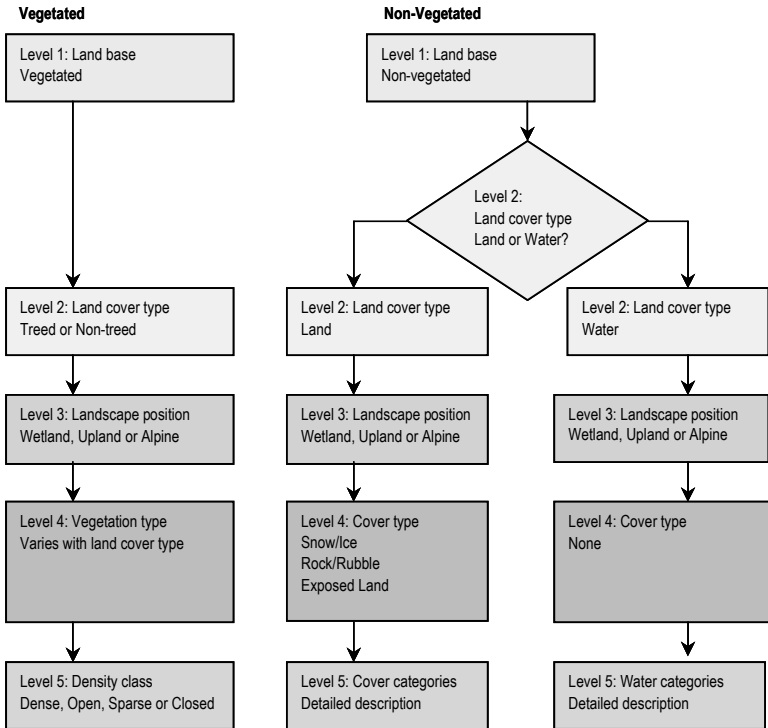 Vegetated
Non-Vegetated
Level 1: Land base
Vegetated
Level 1: Land base
Non-vegetated
Level 2:
Land cover type
Land or Water?
Level 2: Land cover type
Treed or Non-treed
Level 2: Land cover type
Land
Level 2: Land cover type
Water
Level 3: Landscape position
Wetland, Upland or Alpine
Level 3: Landscape position
Wetland, Upland or Alpine
Level 3: Landscape position
Wetland, Upland or Alpine
Level 4: Vegetation type
Varies with land cover type
Level 4: Cover type
Snow/Ice
Rock/Rubble
Exposed Land
Level 4: Cover type
None
Level 5: Density class
Dense, Open, Sparse or Closed
Level 5: Cover categories
Detailed description
Level 5: Water categories
Detailed description